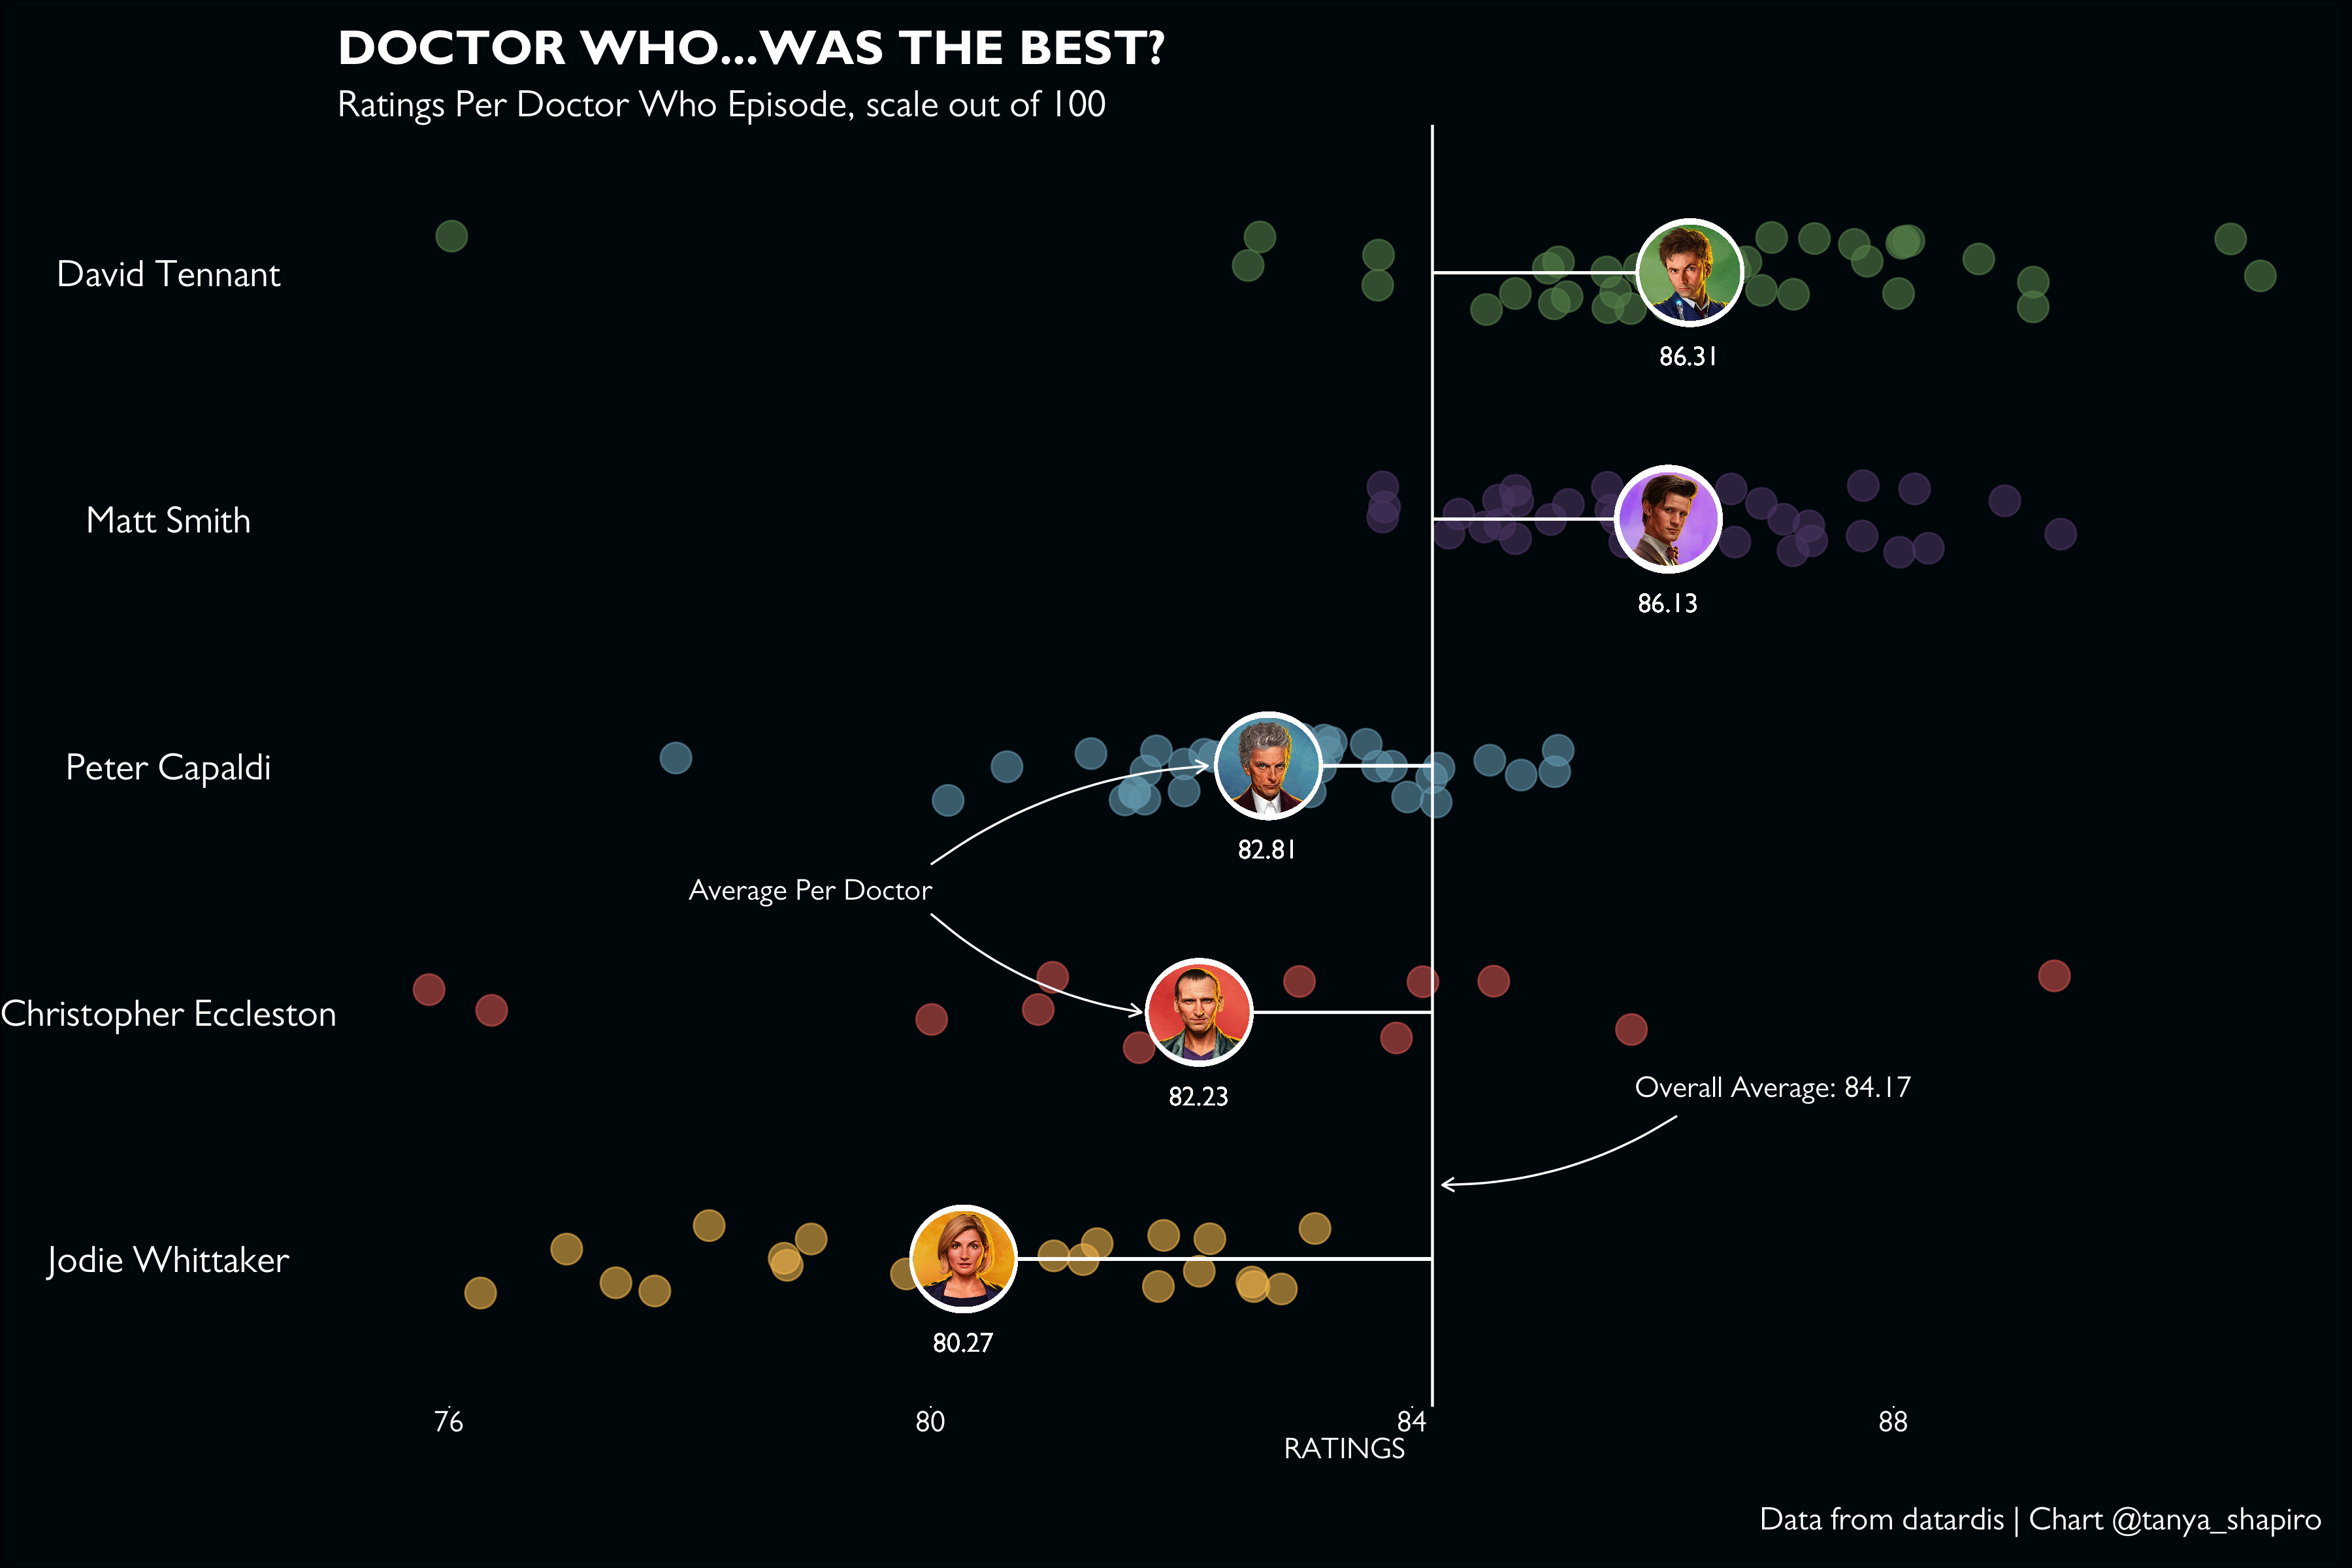 DOCTOR WHO...WAS THE BEST?
Ratings Per Doctor Who Episode, scale out of 100
David Tennant
86.31
Matt Smith
86.13
Peter Capaldi
82.81
Average Per Doctor
Christopher Eccleston
82.23
Overall Average: 84.17
Jodie Whittaker
80.27
76 80 84 88
RATINGS
Data from datardis | Chart @tanya_shapiro